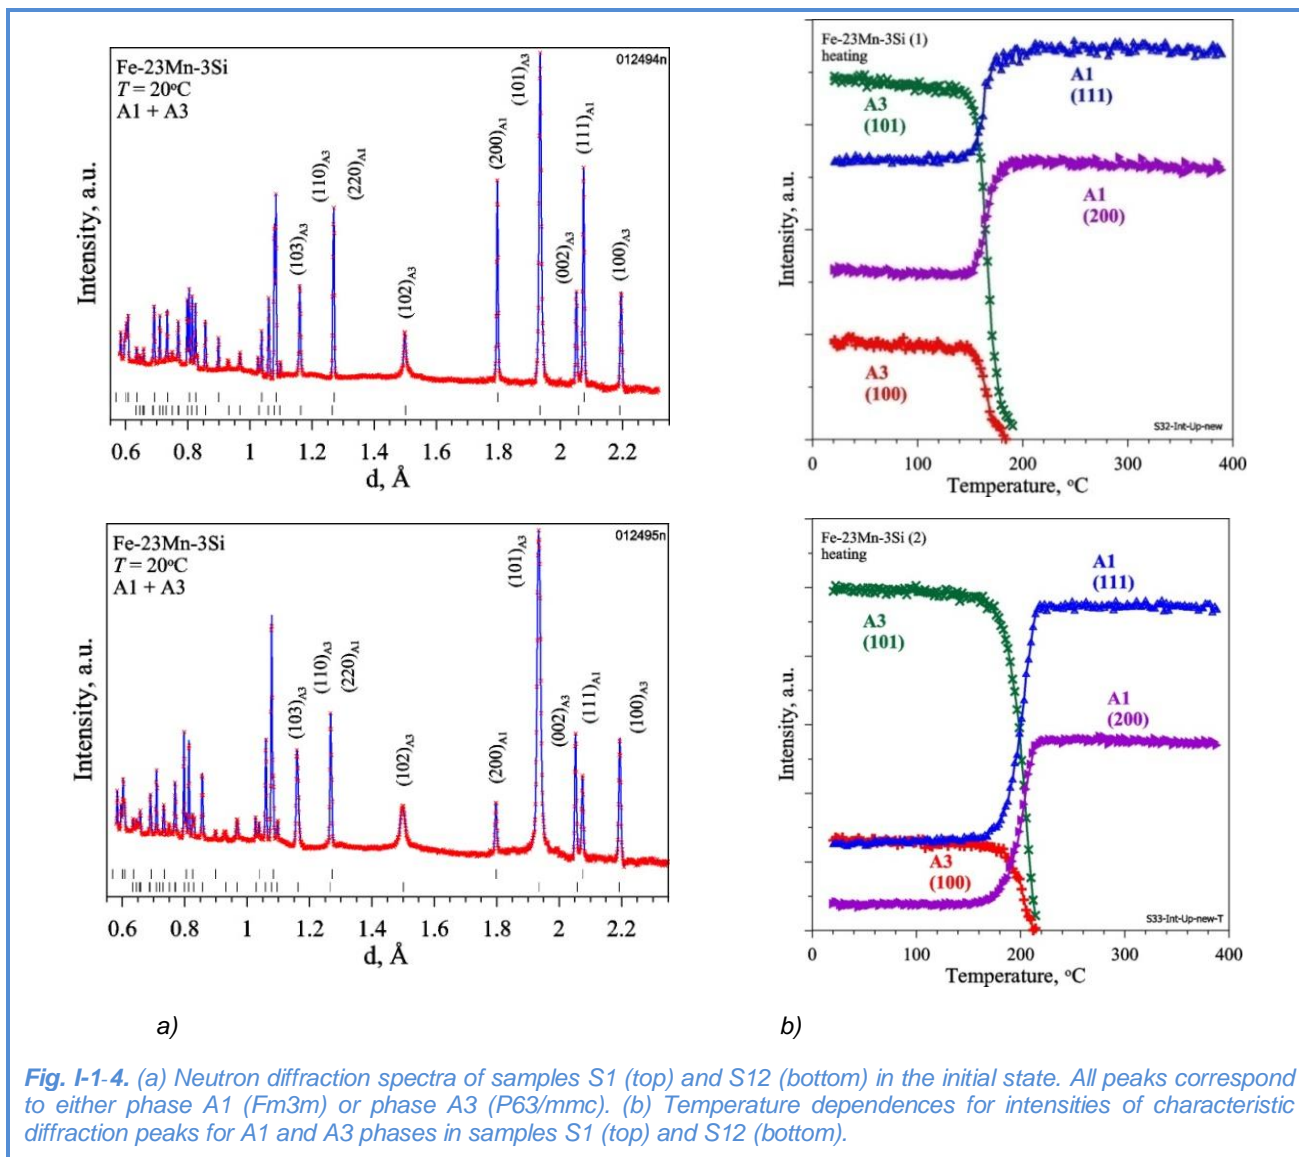 Fe-23Mn-3Si
T = 20°C
A1 + A3
012494n
(103)A3
(110)A3
(220)A1
(102)A3
(200)A1
(101)A3
(002)A3
(111)A1
(100)A3
Intensity, a.u.
0.6 0.8 1 1.2 1.4 1.6 1.8 2 2.2
d, Å
Fe-23Mn-3Si (1)
heating
A3
(101)
A1
(111)
A1
(200)
A3
(100)
S32-Int-Up-new
Intensity, a.u.
0 100 200 300 400
Temperature, °C
Fe-23Mn-3Si
T = 20°C
A1 + A3
012495n
(103)A3
(110)A3
(220)A1
(102)A3
(200)A1
(101)A3
(002)A3
(111)A1
(100)A3
Intensity, a.u.
0.6 0.8 1 1.2 1.4 1.6 1.8 2 2.2
d, Å
Fe-23Mn-3Si (2)
heating
A3
(101)
A1
(111)
A1
(200)
A3
(100)
S33-Int-Up-new-T
Intensity, a.u.
0 100 200 300 400
Temperature, °C
a)
b)
Fig. I-1-4. (a) Neutron diffraction spectra of samples S1 (top) and S12 (bottom) in the initial state. All peaks correspond
to either phase A1 (Fm3m) or phase A3 (P63/mmc). (b) Temperature dependences for intensities of characteristic
diffraction peaks for A1 and A3 phases in samples S1 (top) and S12 (bottom).